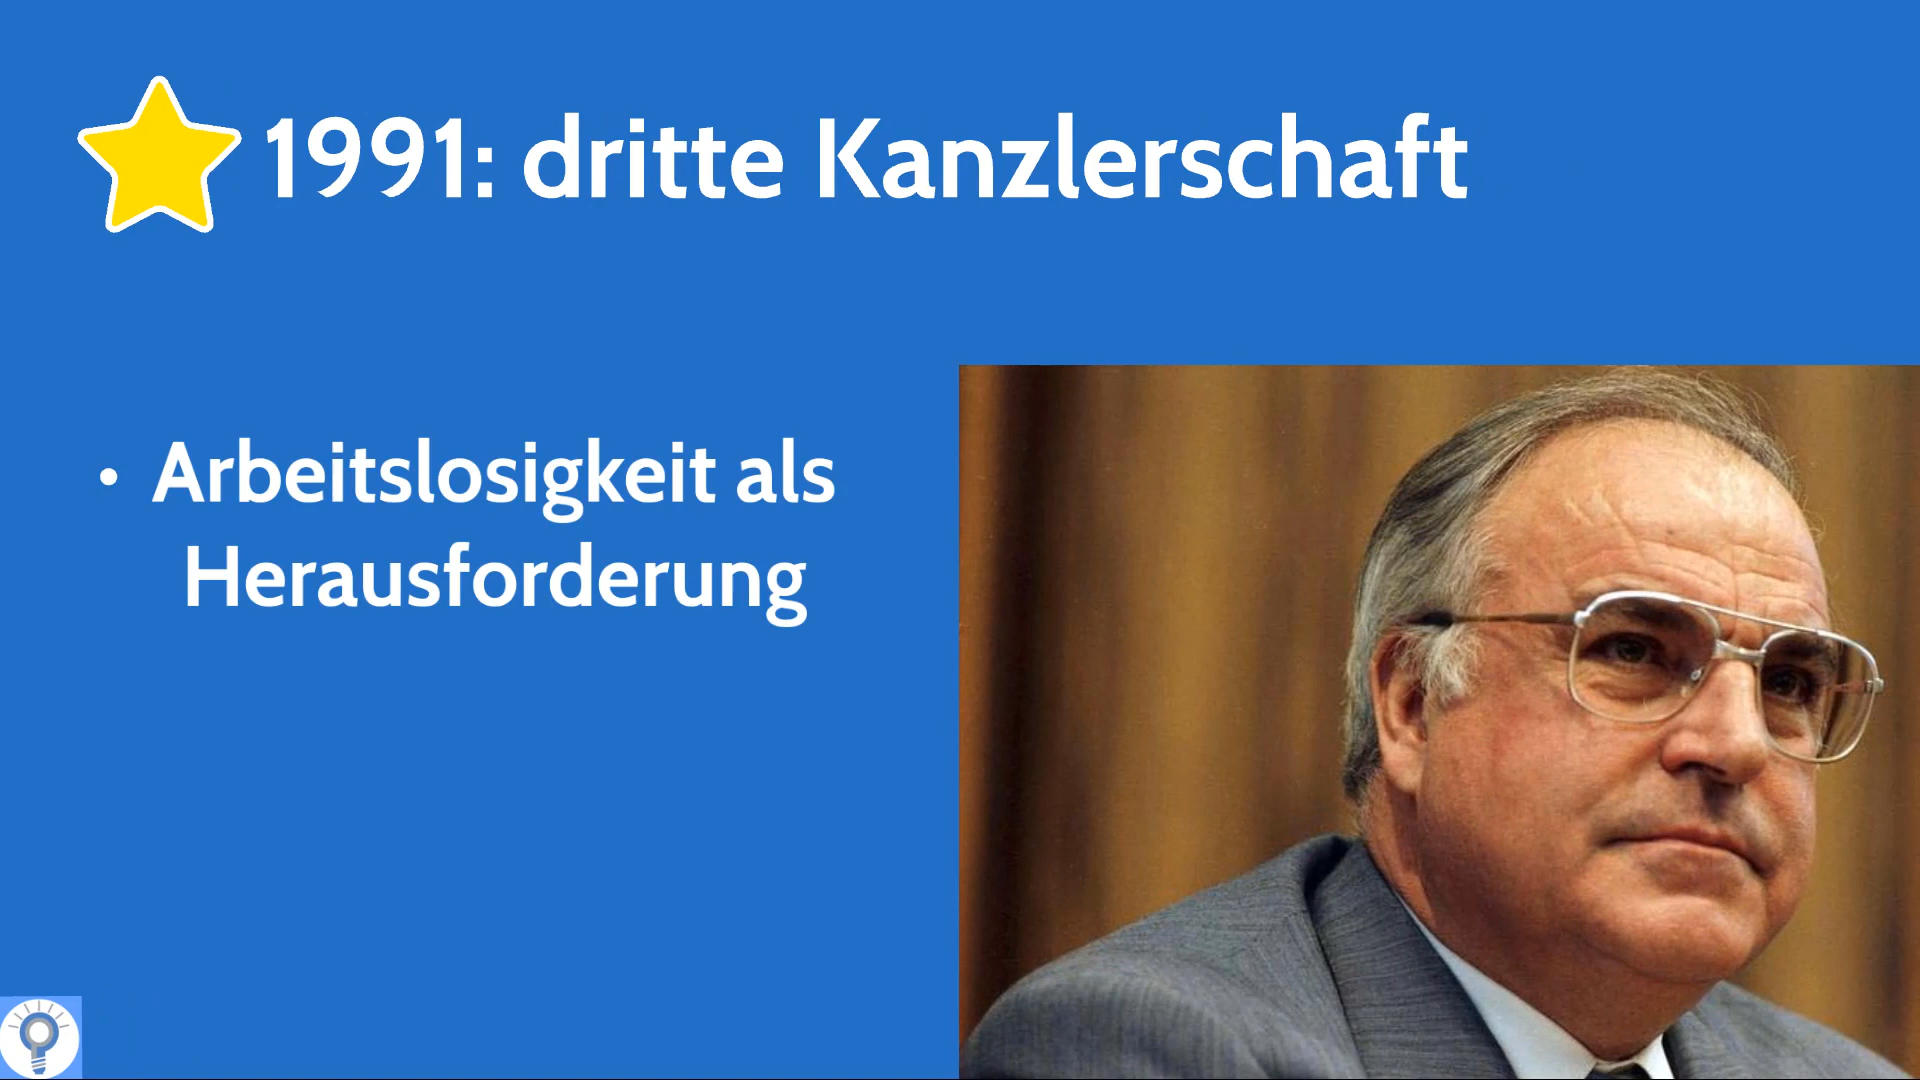 1991: dritte Kanzlerschaft
• Arbeitslosigkeit als
Herausforderung